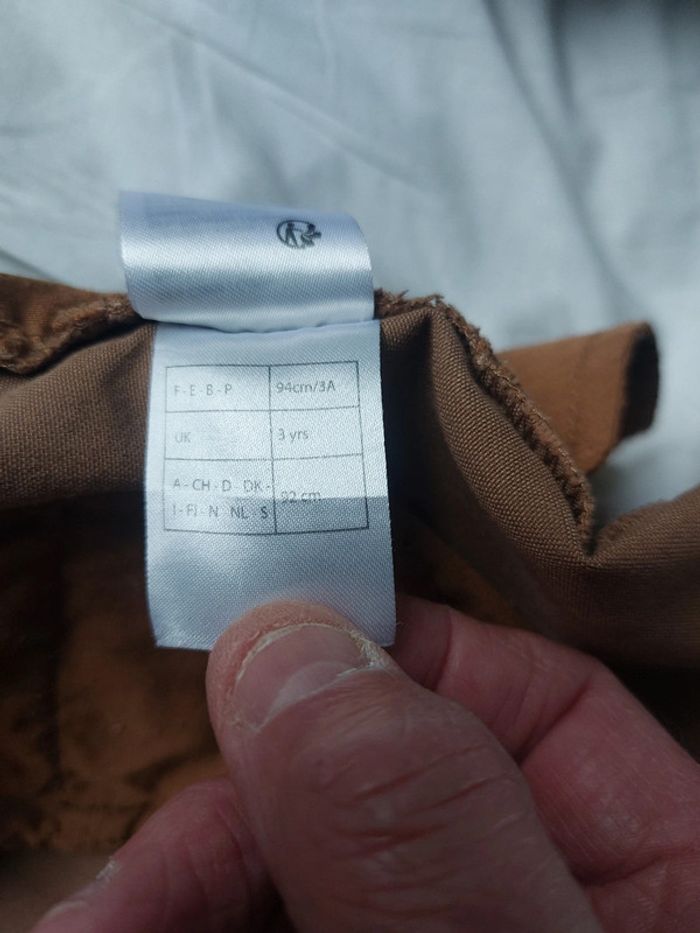 F - E - B - P 94cm/3A
UK 3 yrs
A - CH - D DK - 92 cm
I - FI - N NL - S